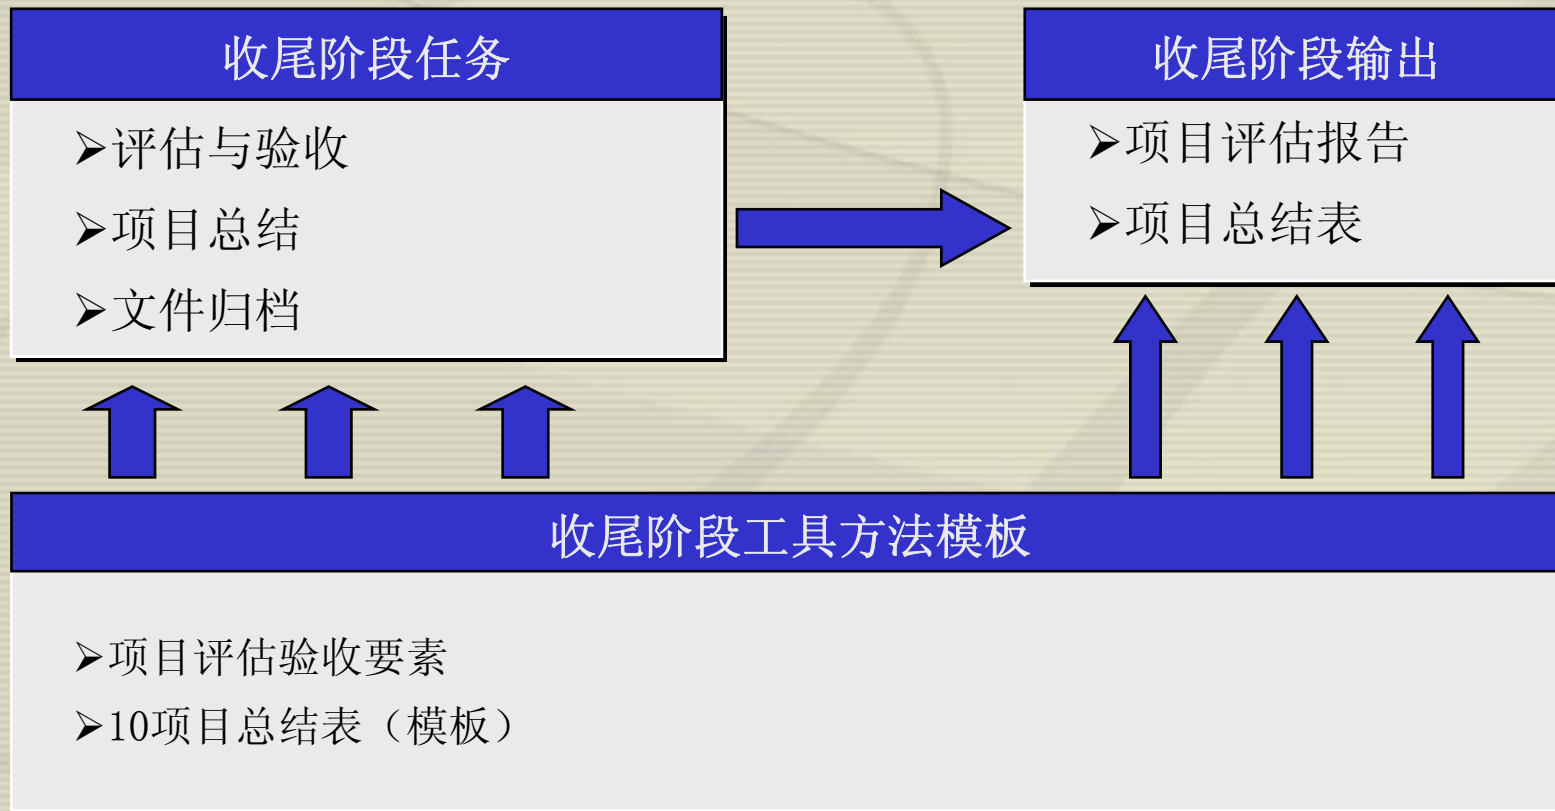 收尾阶段任务
➢评估与验收
➢项目总结
➢文件归档
收尾阶段输出
➢项目评估报告
➢项目总结表
收尾阶段工具方法模板
➢项目评估验收要素
➢10项目总结表（模板）